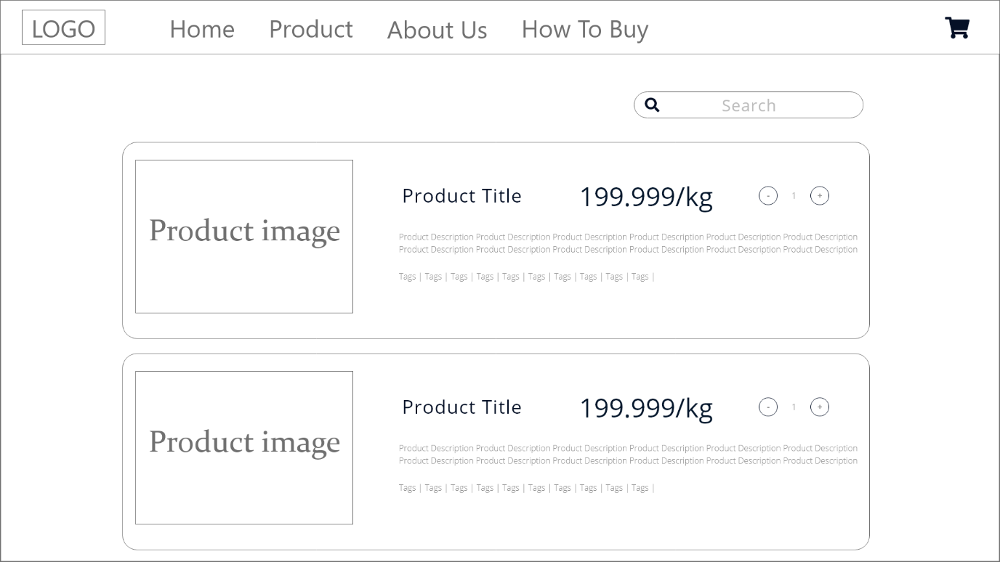 LOGO Home Product About Us How To Buy
Search
Product image
Product Title 199.999/kg - 1 +
Product Description Product Description Product Description Product Description Product Description Product Description
Product Description Product Description Product Description Product Description Product Description Product Description
Tags | Tags | Tags | Tags | Tags | Tags | Tags | Tags | Tags | Tags |
Product image
Product Title 199.999/kg - 1 +
Product Description Product Description Product Description Product Description Product Description Product Description
Product Description Product Description Product Description Product Description Product Description Product Description
Tags | Tags | Tags | Tags | Tags | Tags | Tags | Tags | Tags | Tags |